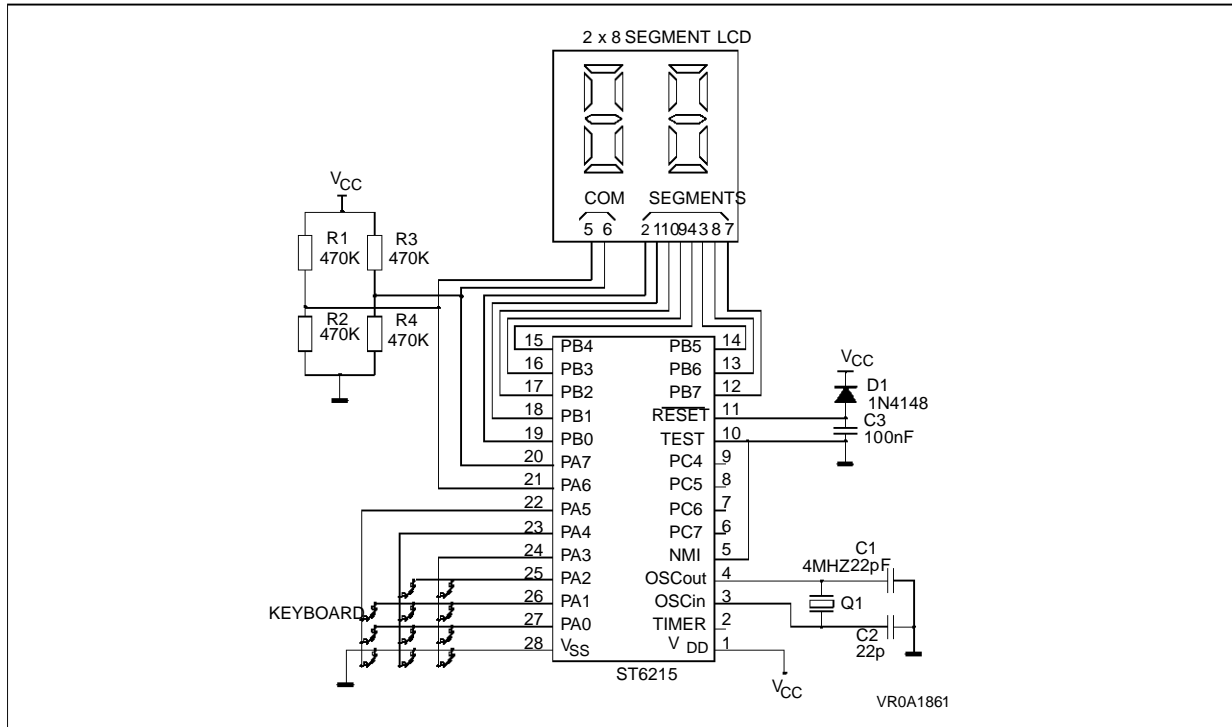 2 x 8 SEGMENT LCD
COM SEGMENTS
5 6 2 1 10 9 4 3 8 7
VCC
R1 470K
R3 470K
R2 470K
R4 470K
15 PB4 PB5 14
16 PB3 PB6 13
17 PB2 PB7 12
18 PB1 RESET 11
19 PB0 TEST 10
20 PA7 PC4 9
21 PA6 PC5 8
22 PA5 PC6 7
23 PA4 PC7 6
24 PA3 NMI 5
25 PA2 OSCout 4
26 PA1 OSCin 3
27 PA0 TIMER 2
28 VSS VDD 1
ST6215
KEYBOARD
VCC
D1
1N4148
C3
100nF
C1
4MHZ 22pF
Q1
C2
22p
VCC
VR0A1861